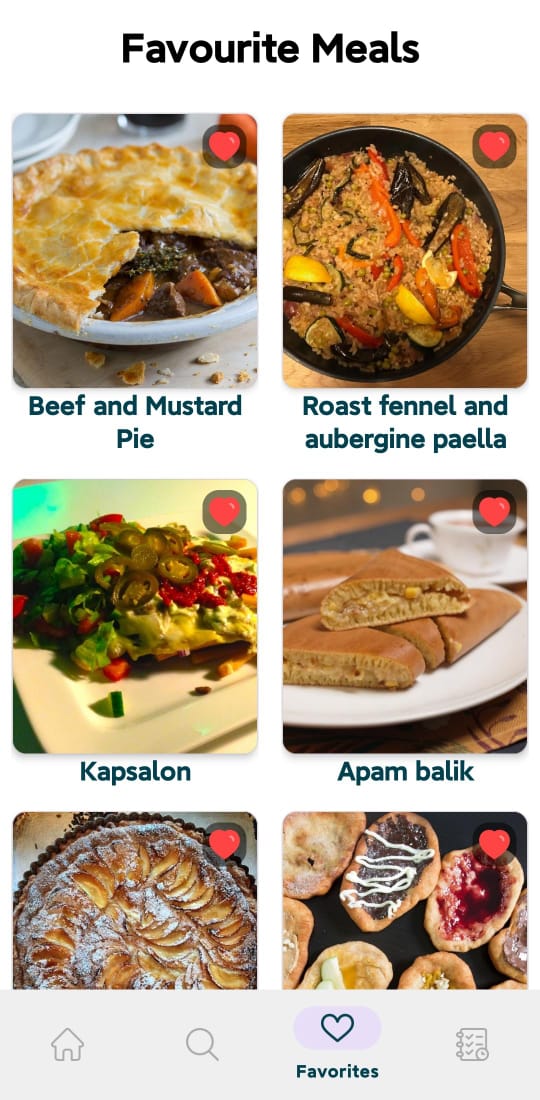 Favourite Meals
Beef and Mustard
Pie
Roast fennel and
aubergine paella
Kapsalon
Apam balik
Favorites